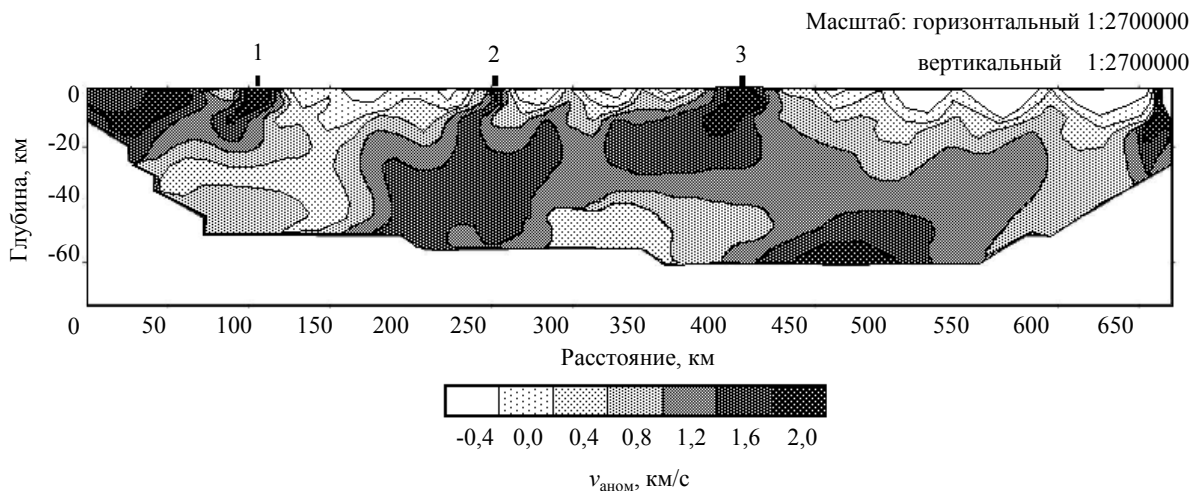 Масштаб: горизонтальный 1:2700000
вертикальный 1:2700000
1 2 3
0
-20
-40
-60
Глубина, км
0 50 100 150 200 250 300 350 400 450 500 550 600 650
Расстояние, км
-0,4 0,0 0,4 0,8 1,2 1,6 2,0
vаном, км/с